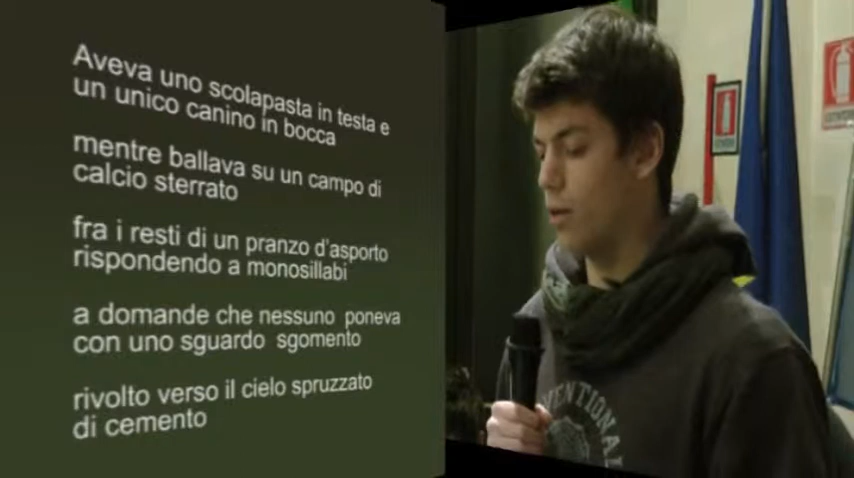 Aveva uno scolapasta in testa e
un unico canino in bocca
mentre ballava su un campo di
calcio sterrato
fra i resti di un pranzo d'asporto
rispondendo a monosillabi
a domande che nessuno poneva
con uno sguardo sgomento
rivolto verso il cielo spruzzato
di cemento